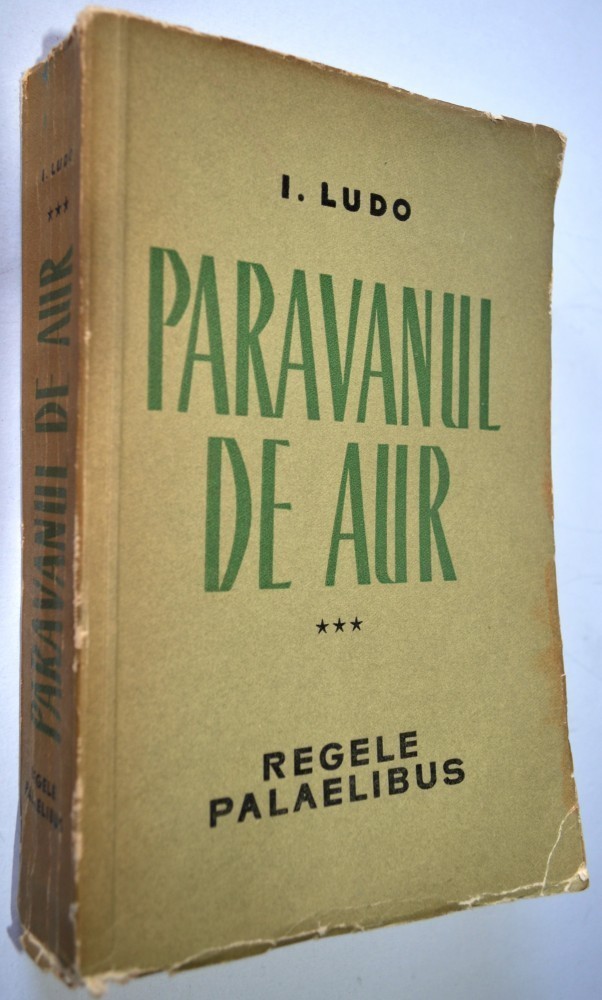 I. LUDO
PARAVANUL
DE AUR
★★★
REGELE
PALAELIBUS
I. LUDO
★★★
PARAVANUL DE AUR
REGELE
PALAELIBUS